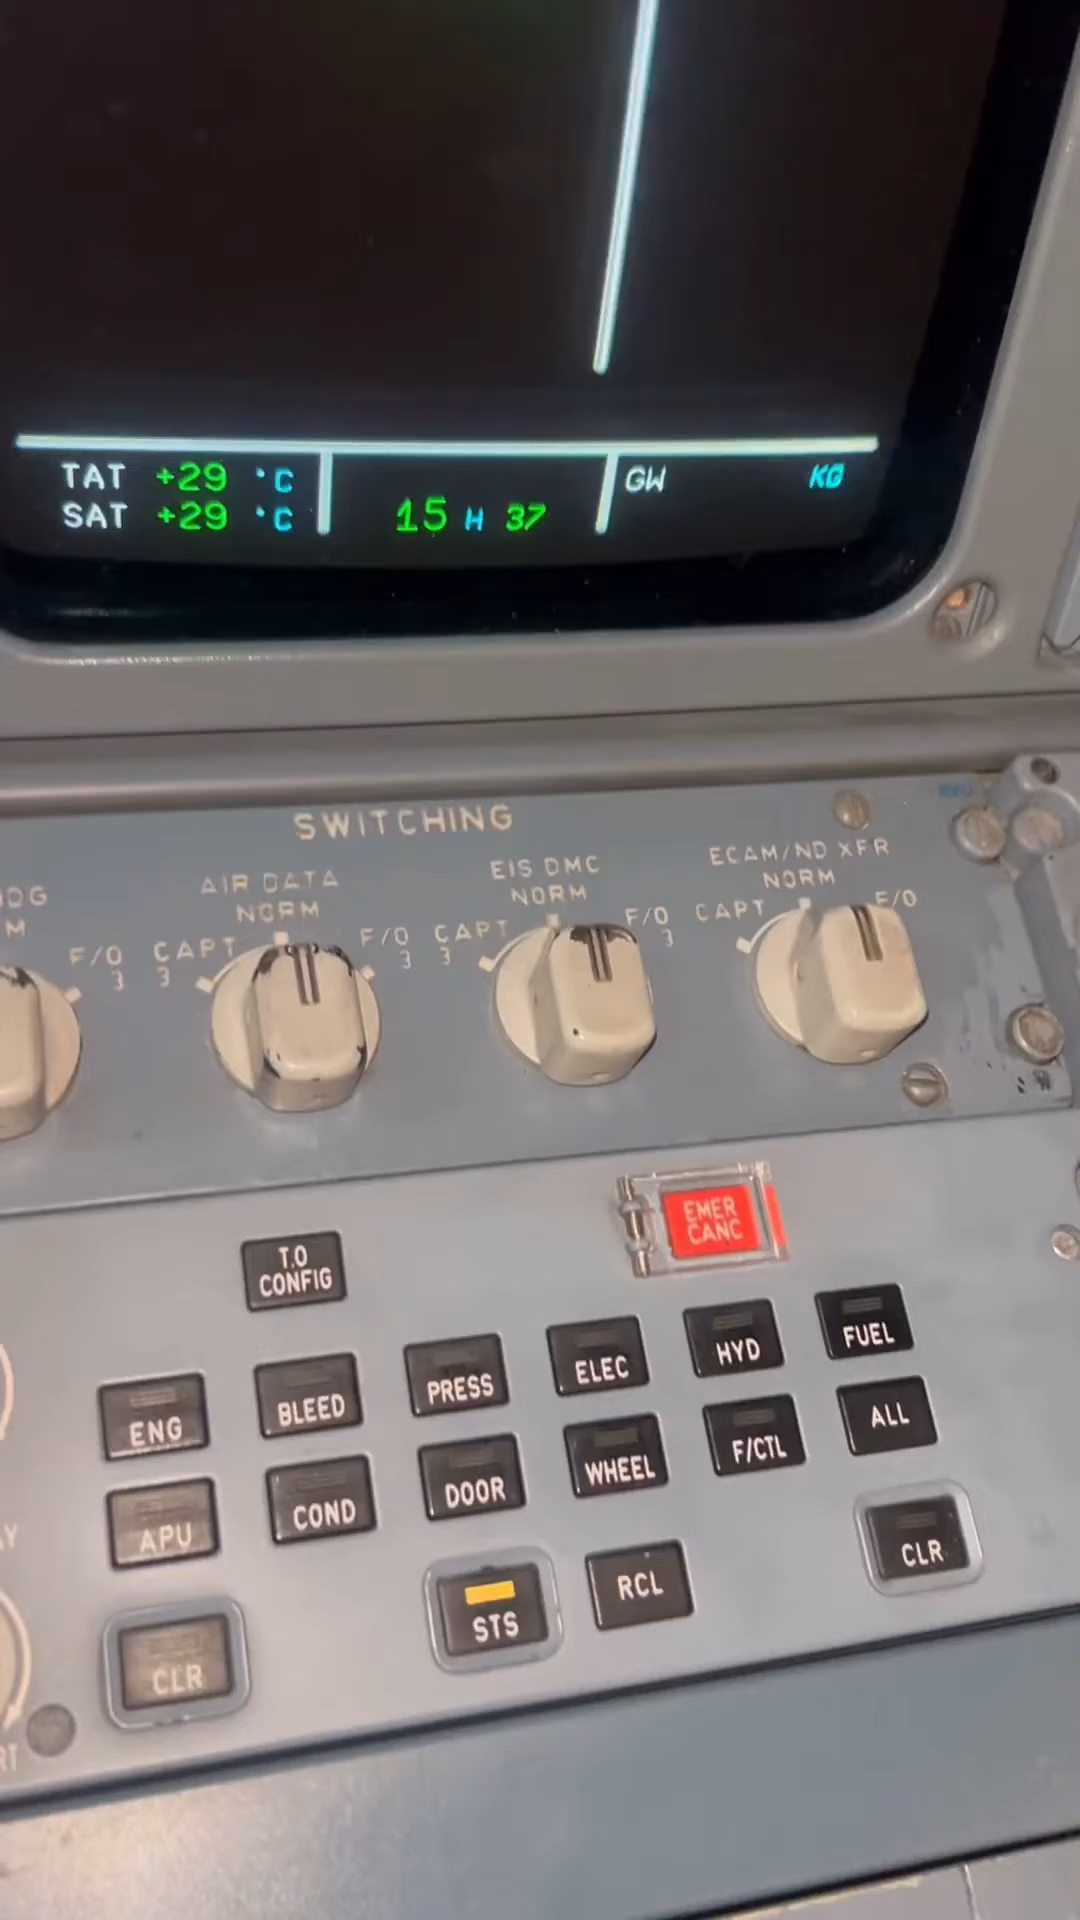 TAT +29 °C
SAT +29 °C
15 H 37
GW KG
SWITCHING
AIR DATA
NORM
CAPT
3
F/O
3
EIS DMC
NORM
CAPT
3
F/O
3
ECAM/ND XFR
NORM
CAPT
F/O
F/O
3
EMER
CANC
T.O
CONFIG
ENG
BLEED
PRESS
ELEC
HYD
FUEL
APU
COND
DOOR
WHEEL
F/CTL
ALL
CLR
STS
RCL
CLR